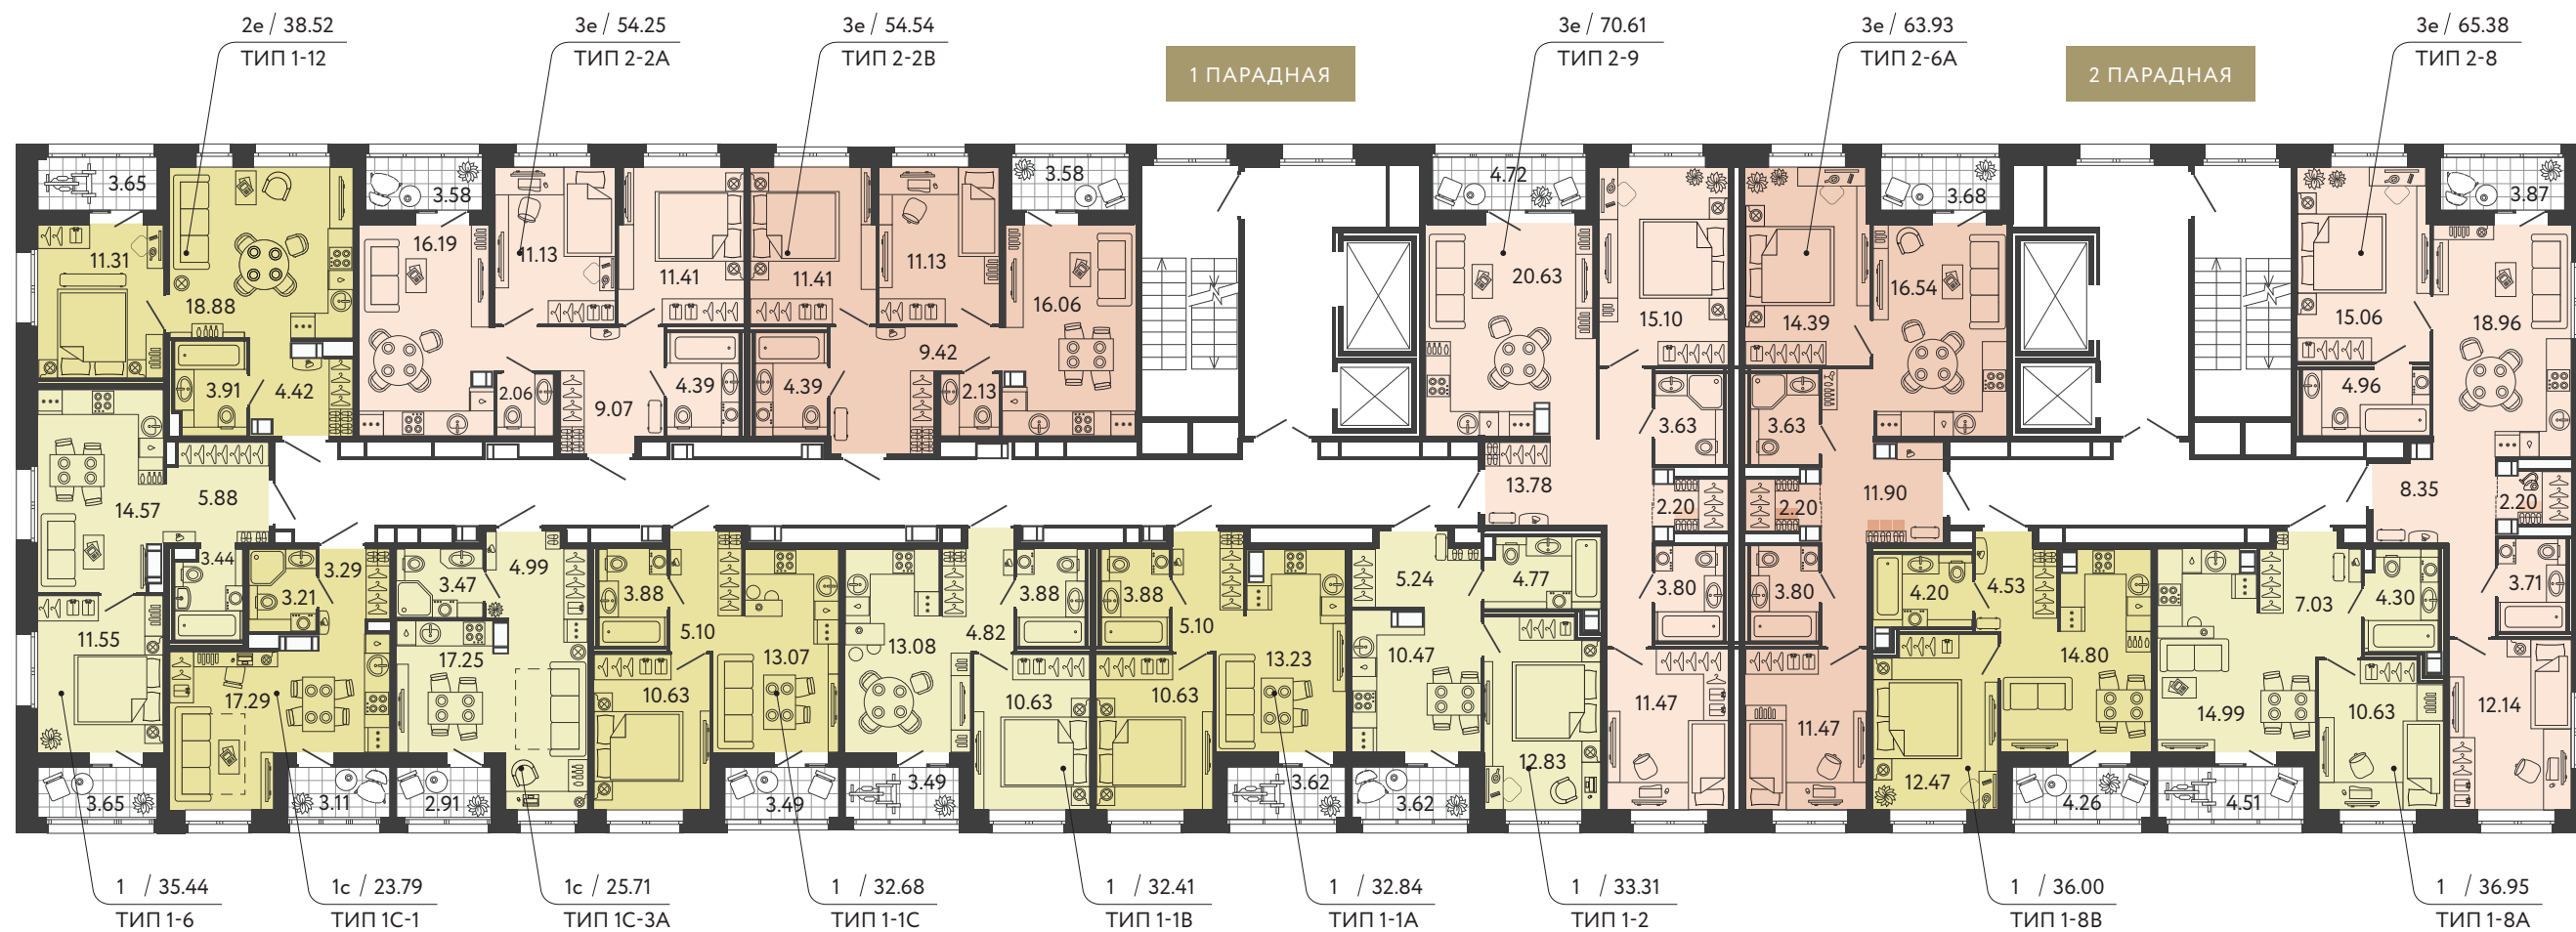 2е / 38.52
ТИП 1-12
3е / 54.25
ТИП 2-2А
3е / 54.54
ТИП 2-2В
1 ПАРАДНАЯ
3е / 70.61
ТИП 2-9
3е / 63.93
ТИП 2-6А
2 ПАРАДНАЯ
3е / 65.38
ТИП 2-8
3.65
3.58
3.58
4.72
3.68
3.87
11.31
18.88
16.19
11.13
11.41
11.41
11.13
16.06
20.63
15.10
14.39
16.54
15.06
18.96
3.91
4.42
2.06
9.07
4.39
4.39
9.42
2.13
3.63
3.63
4.96
14.57
5.88
13.78
2.20
2.20
11.90
8.35
2.20
3.44
3.21
3.29
3.47
4.99
3.88
5.10
3.88
4.82
3.88
5.10
5.24
4.77
3.80
3.80
4.20
4.53
7.03
4.30
3.71
11.55
17.29
17.25
10.63
13.07
13.08
10.63
10.63
13.23
10.47
12.83
11.47
11.47
12.47
14.80
14.99
10.63
12.14
3.65
3.11
2.91
3.49
3.49
3.62
3.62
4.26
4.51
1 / 35.44
ТИП 1-6
1с / 23.79
ТИП 1С-1
1с / 25.71
ТИП 1С-3А
1 / 32.68
ТИП 1-1С
1 / 32.41
ТИП 1-1В
1 / 32.84
ТИП 1-1А
1 / 33.31
ТИП 1-2
1 / 36.00
ТИП 1-8В
1 / 36.95
ТИП 1-8А